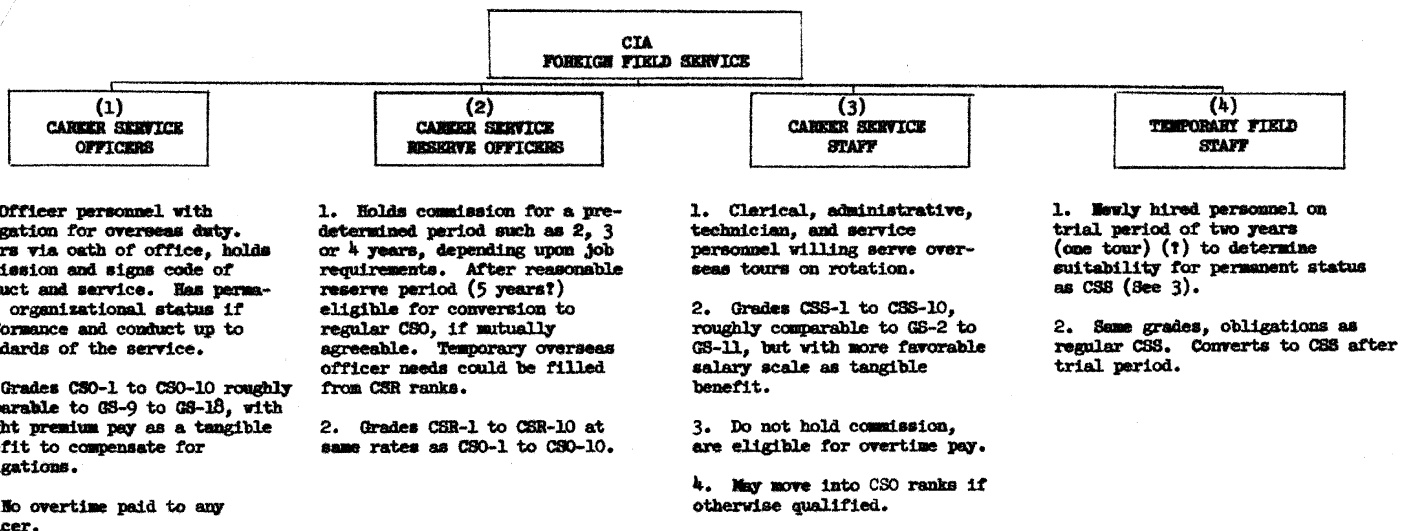 CIA
FOREIGN FIELD SERVICE
(1)
CAREER SERVICE
OFFICERS
(2)
CAREER SERVICE
RESERVE OFFICERS
(3)
CAREER SERVICE
STAFF
(4)
TEMPORARY FIELD
STAFF
Officer personnel with
gation for overseas duty.
rs via oath of office, holds
ission and signs code of
uct and service. Has perma-
organizational status if
ormance and conduct up to
dards of the service.
Grades CSO-1 to CSO-10 roughly
arable to GS-9 to GS-18, with
ht premium pay as a tangible
fit to compensate for
gations.
No overtime paid to any
cer.
1. Holds commission for a pre-
determined period such as 2, 3
or 4 years, depending upon job
requirements. After reasonable
reserve period (5 years?)
eligible for conversion to
regular CSO, if mutually
agreeable. Temporary overseas
officer needs could be filled
from CSR ranks.
2. Grades CSR-1 to CSR-10 at
same rates as CSO-1 to CSO-10.
1. Clerical, administrative,
technician, and service
personnel willing serve over-
seas tours on rotation.
2. Grades CSS-1 to CSS-10,
roughly comparable to GS-2 to
GS-11, but with more favorable
salary scale as tangible
benefit.
3. Do not hold commission,
are eligible for overtime pay.
4. May move into CSO ranks if
otherwise qualified.
1. Newly hired personnel on
trial period of two years
(one tour) (?) to determine
suitability for permanent status
as CSS (See 3).
2. Same grades, obligations as
regular CSS. Converts to CSS after
trial period.